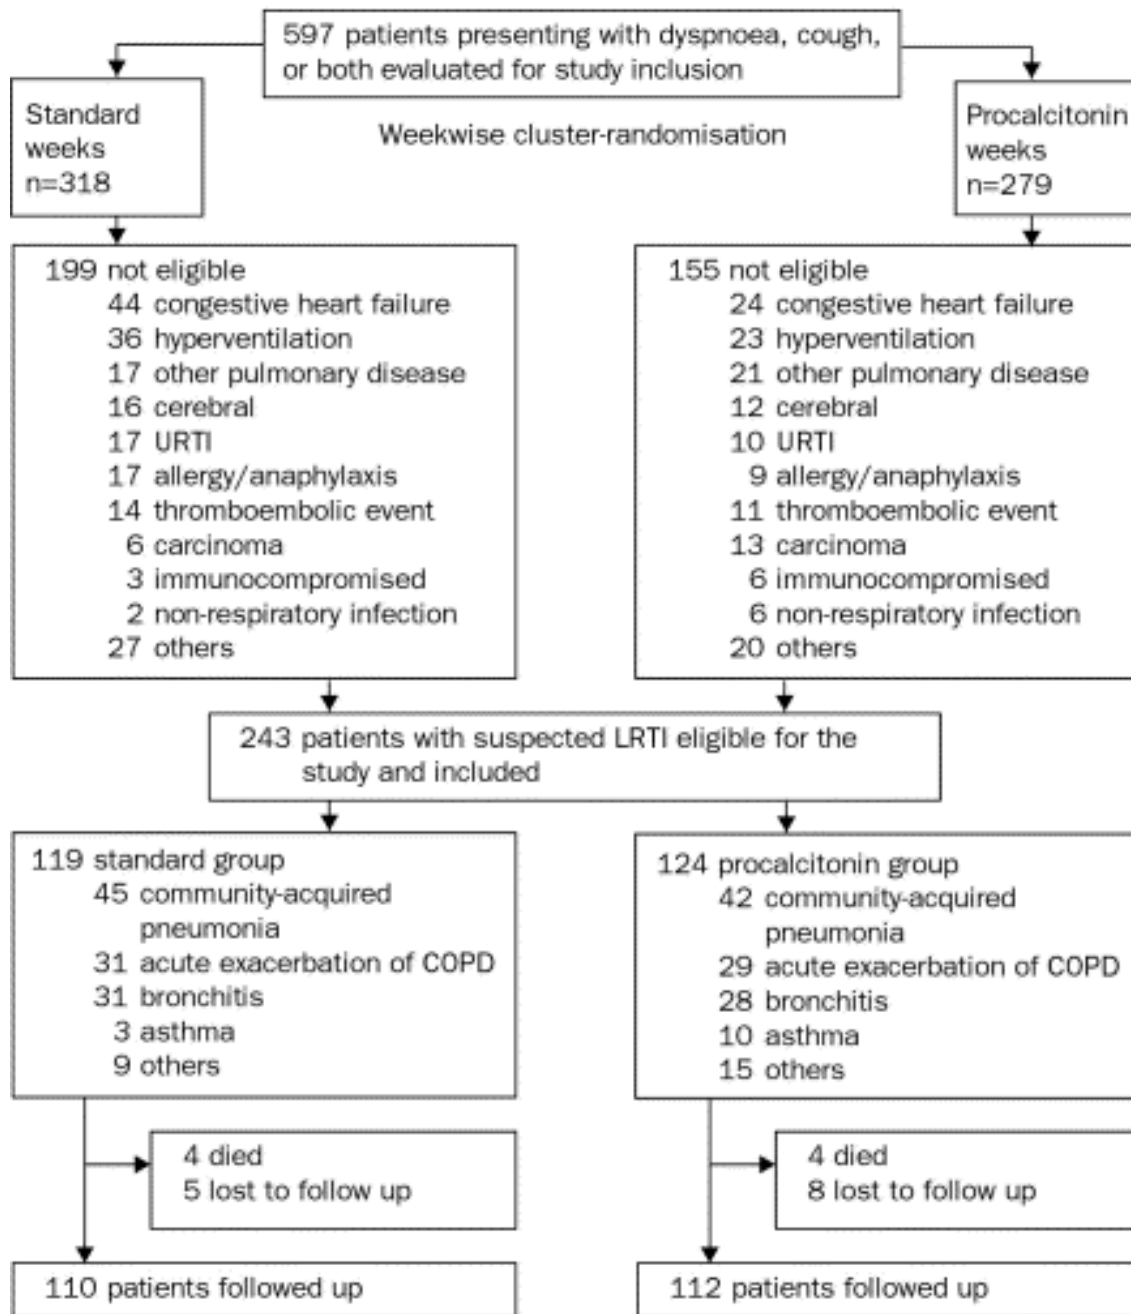 597 patients presenting with dyspnoea, cough,
or both evaluated for study inclusion
Standard
weeks
n=318
Weekwise cluster-randomisation
Procalcitonin
weeks
n=279
199 not eligible
44 congestive heart failure
36 hyperventilation
17 other pulmonary disease
16 cerebral
17 URTI
17 allergy/anaphylaxis
14 thromboembolic event
6 carcinoma
3 immunocompromised
2 non-respiratory infection
27 others
155 not eligible
24 congestive heart failure
23 hyperventilation
21 other pulmonary disease
12 cerebral
10 URTI
9 allergy/anaphylaxis
11 thromboembolic event
13 carcinoma
6 immunocompromised
6 non-respiratory infection
20 others
243 patients with suspected LRTI eligible for the
study and included
119 standard group
45 community-acquired
pneumonia
31 acute exacerbation of COPD
31 bronchitis
3 asthma
9 others
124 procalcitonin group
42 community-acquired
pneumonia
29 acute exacerbation of COPD
28 bronchitis
10 asthma
15 others
4 died
5 lost to follow up
4 died
8 lost to follow up
110 patients followed up
112 patients followed up